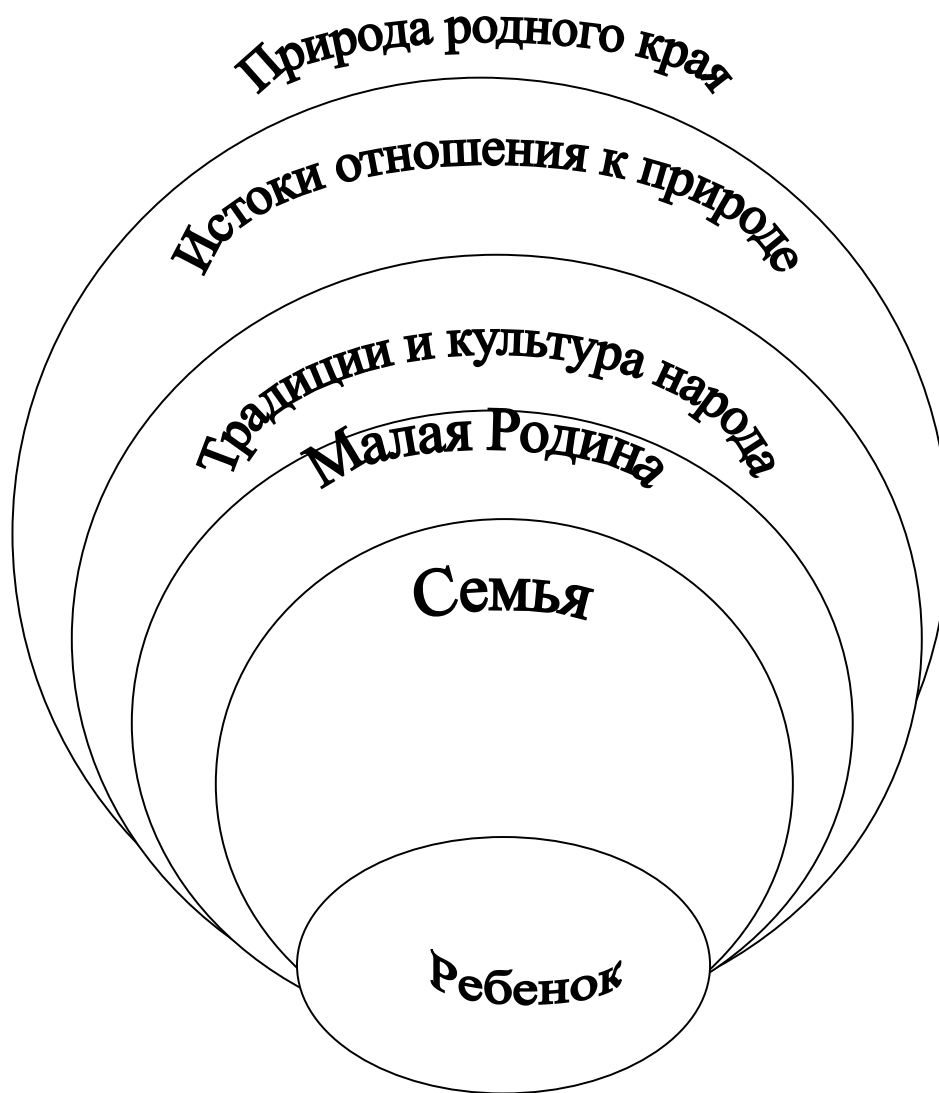 Природа родного края
Истоки отношения к природе
Традиции и культура народа
Малая Родина
Семья
Ребенок